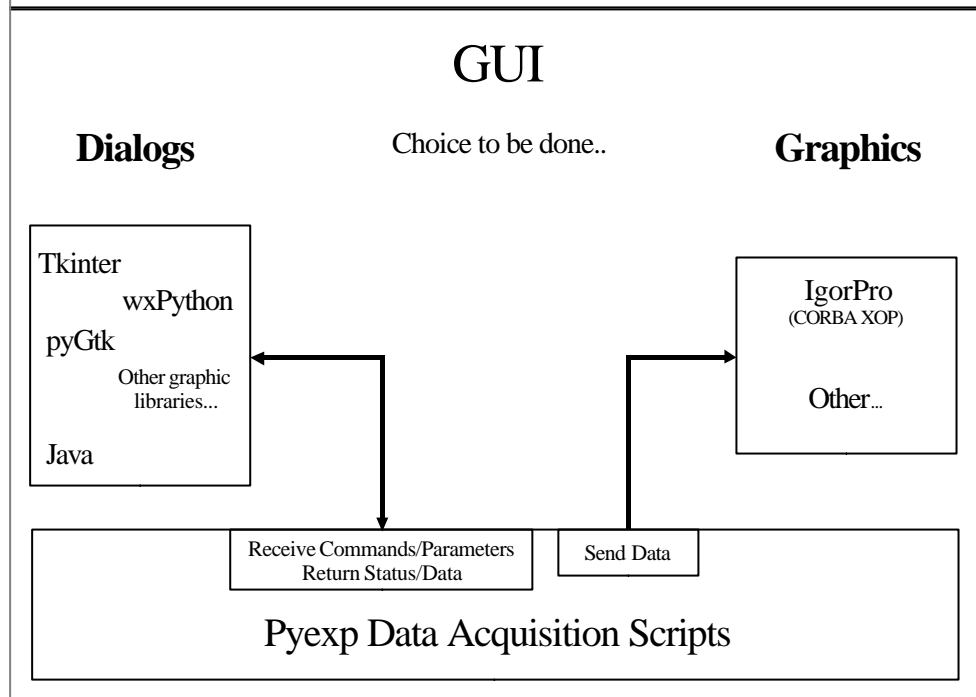 GUI
Dialogs
Choice to be done..
Graphics
Tkinter
wxPython
pyGtk
Other graphic
libraries...
Java
IgorPro
(CORBA XOP)
Other...
Receive Commands/Parameters
Return Status/Data
Send Data
Pyexp Data Acquisition Scripts